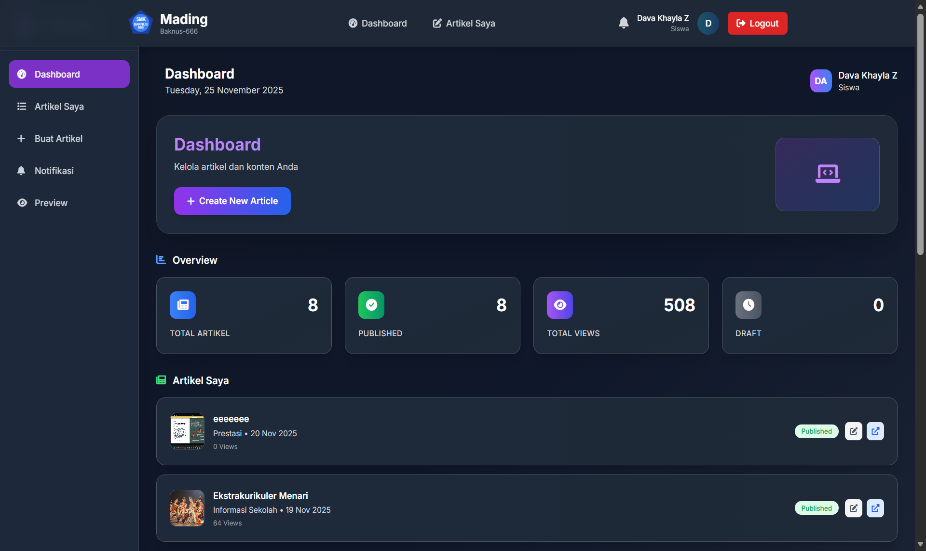 SMK
Mading
Baknus-666
Dashboard
Artikel Saya
Dava Khayla Z
Siswa
D
Logout
Dashboard
Artikel Saya
Buat Artikel
Notifikasi
Preview
Dashboard
Tuesday, 25 November 2025
DA
Dava Khayla Z
Siswa
Dashboard
Kelola artikel dan konten Anda
Create New Article
Overview
8
TOTAL ARTIKEL
8
PUBLISHED
508
TOTAL VIEWS
0
DRAFT
Artikel Saya
eeeeeee
Prestasi • 20 Nov 2025
0 Views
Published
Ekstrakurikuler Menari
Informasi Sekolah • 19 Nov 2025
64 Views
Published